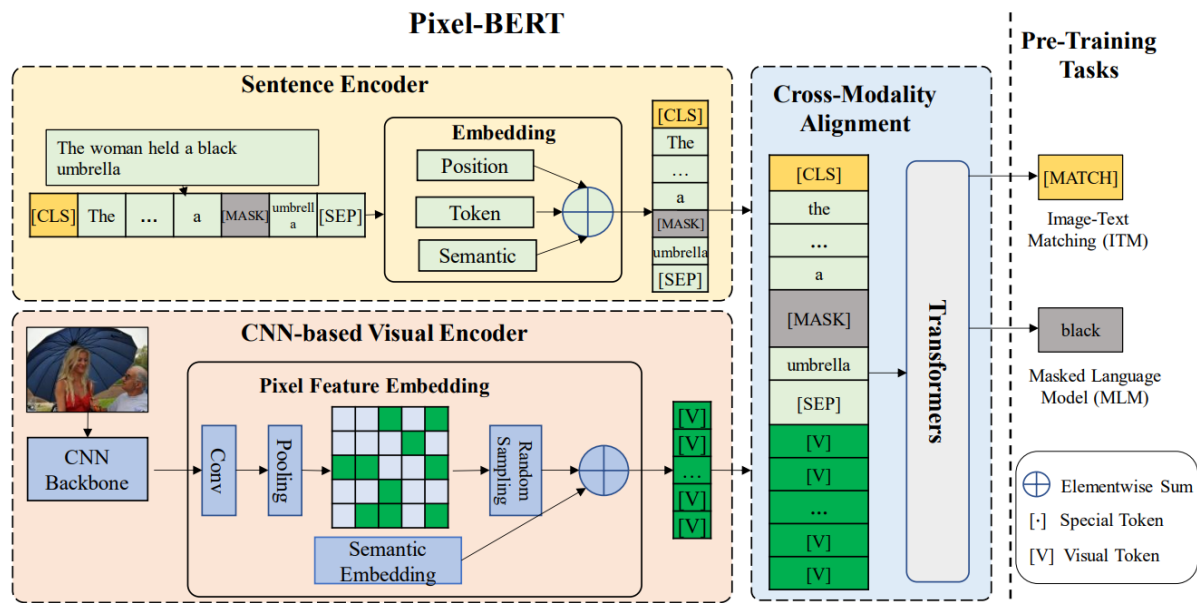 Pixel-BERT
Pre-Training
Tasks
Sentence Encoder
The woman held a black
umbrella
[CLS] The ... a [MASK] umbrell
a [SEP]
Embedding
Position
Token
Semantic
[CLS]
The
...
a
[MASK]
umbrella
[SEP]
CNN-based Visual Encoder
CNN
Backbone
Pixel Feature Embedding
Conv
Pooling
Random
Sampling
Semantic
Embedding
[V]
[V]
...
[V]
[V]
Cross-Modality
Alignment
[CLS]
the
...
a
[MASK]
umbrella
[SEP]
[V]
[V]
...
[V]
[V]
Transformers
[MATCH]
Image-Text
Matching (ITM)
black
Masked Language
Model (MLM)
Elementwise Sum
[·] Special Token
[V] Visual Token